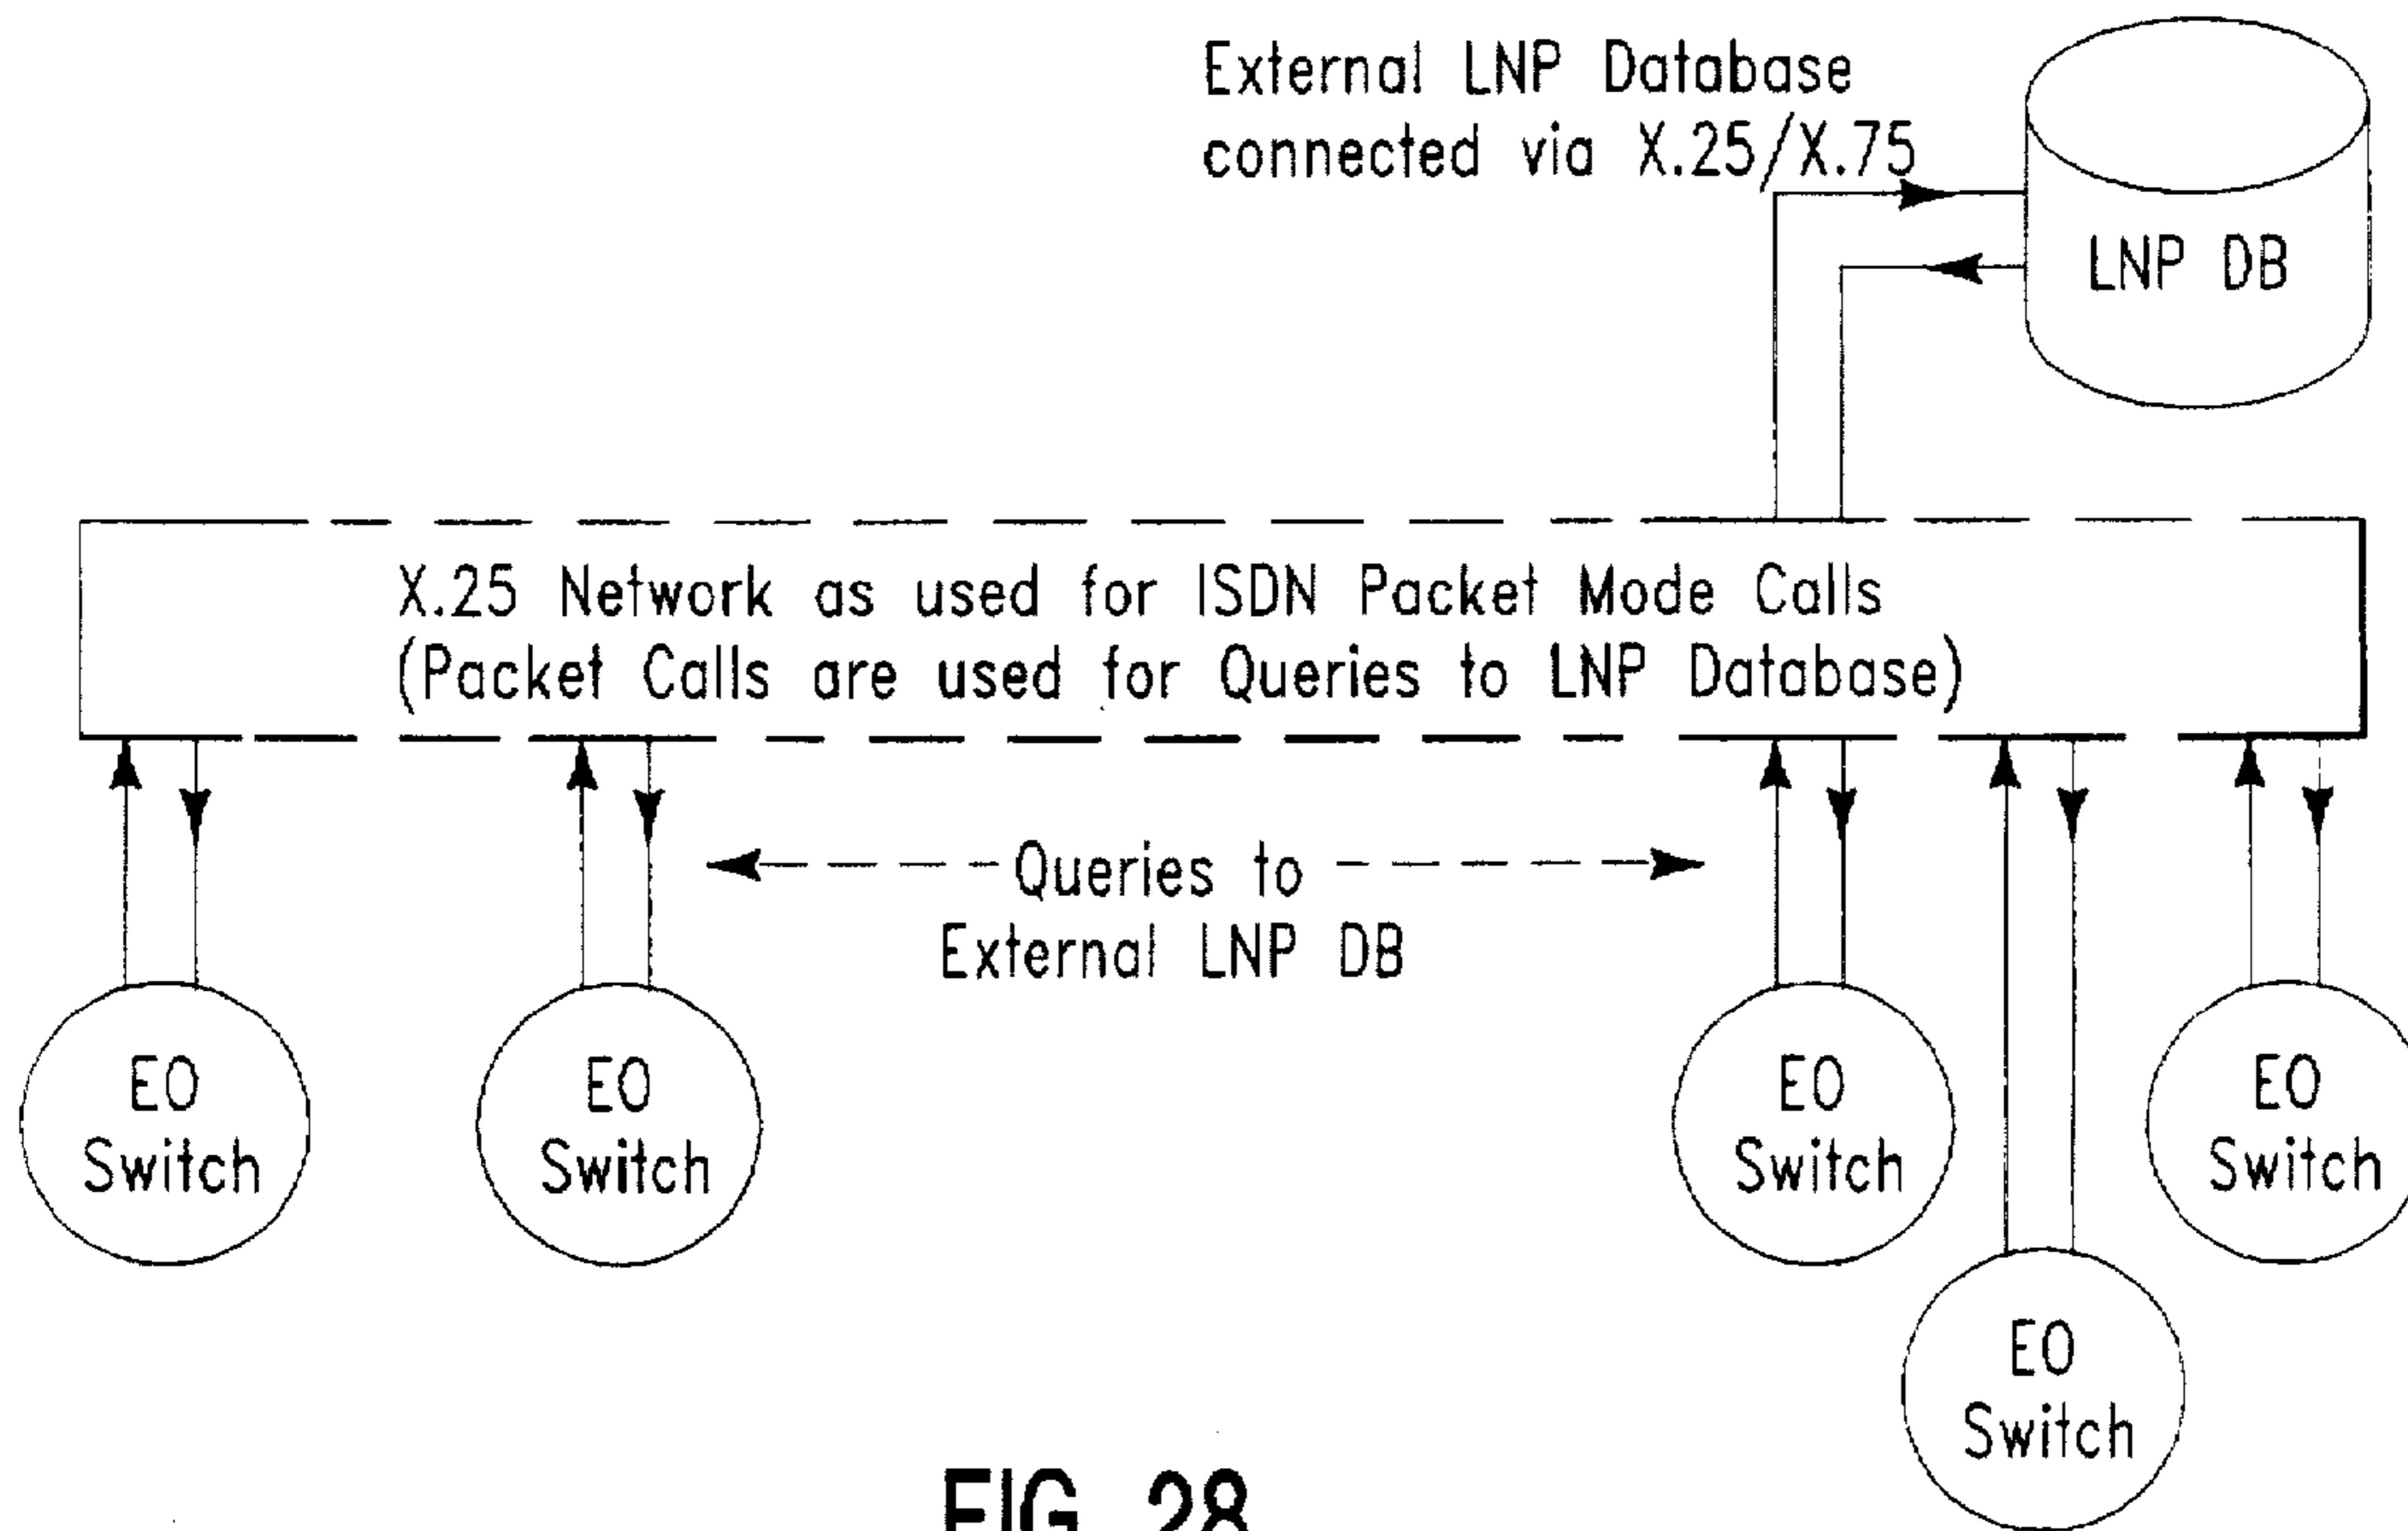 External LNP Database
connected via X.25/X.75
LNP DB
X.25 Network as used for ISDN Packet Mode Calls
(Packet Calls are used for Queries to LNP Database)
Queries to
External LNP DB
EO
Switch
EO
Switch
EO
Switch
EO
Switch
EO
Switch
FIG. 28